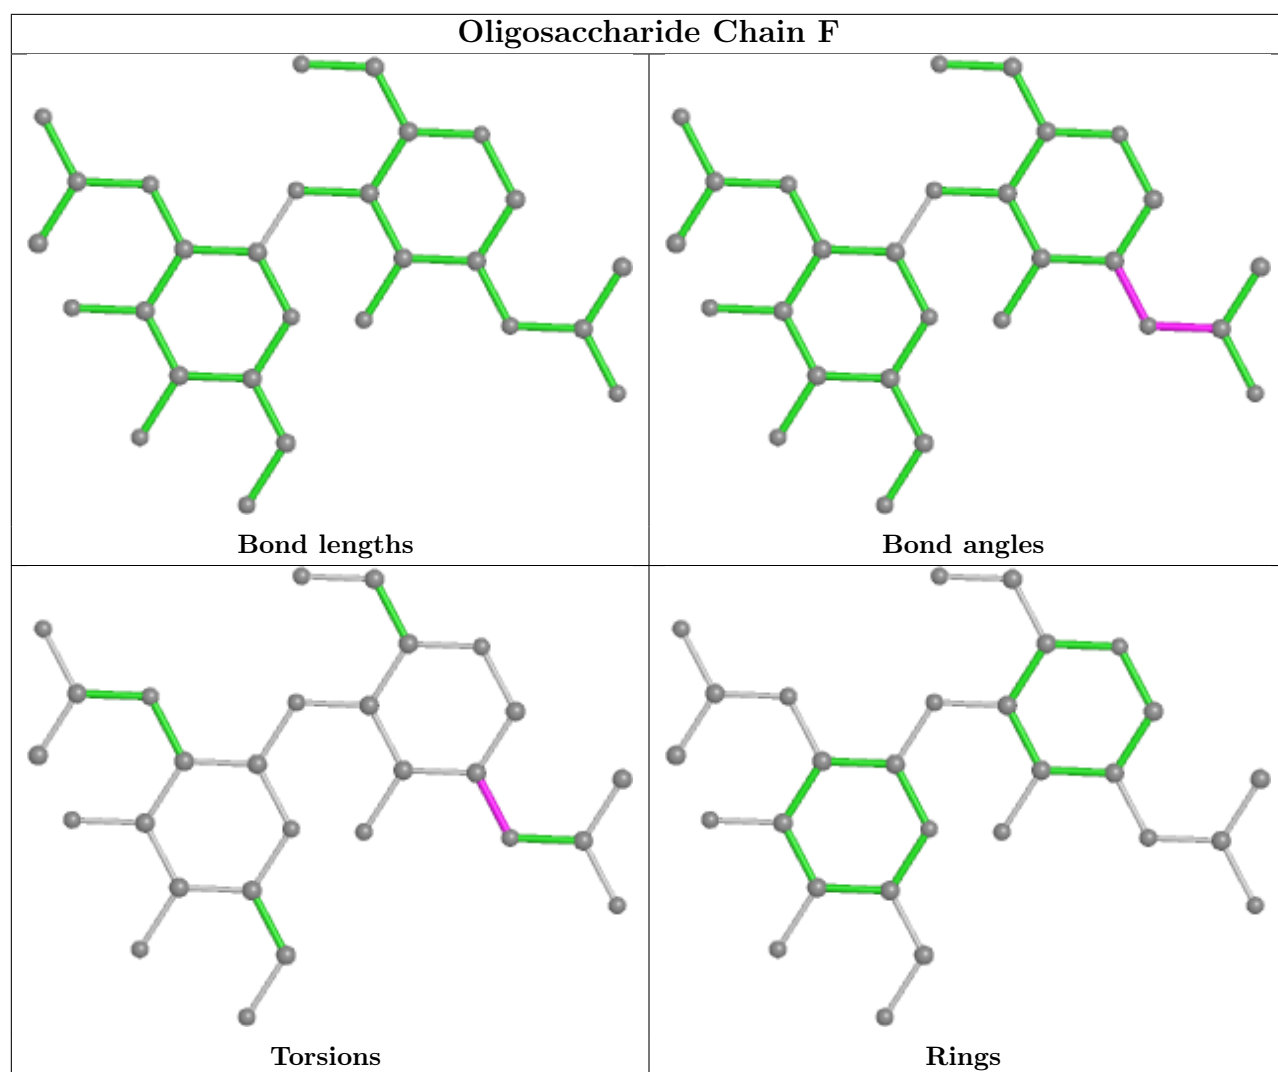 Oligosaccharide Chain F
Bond lengths
Bond angles
Torsions
Rings